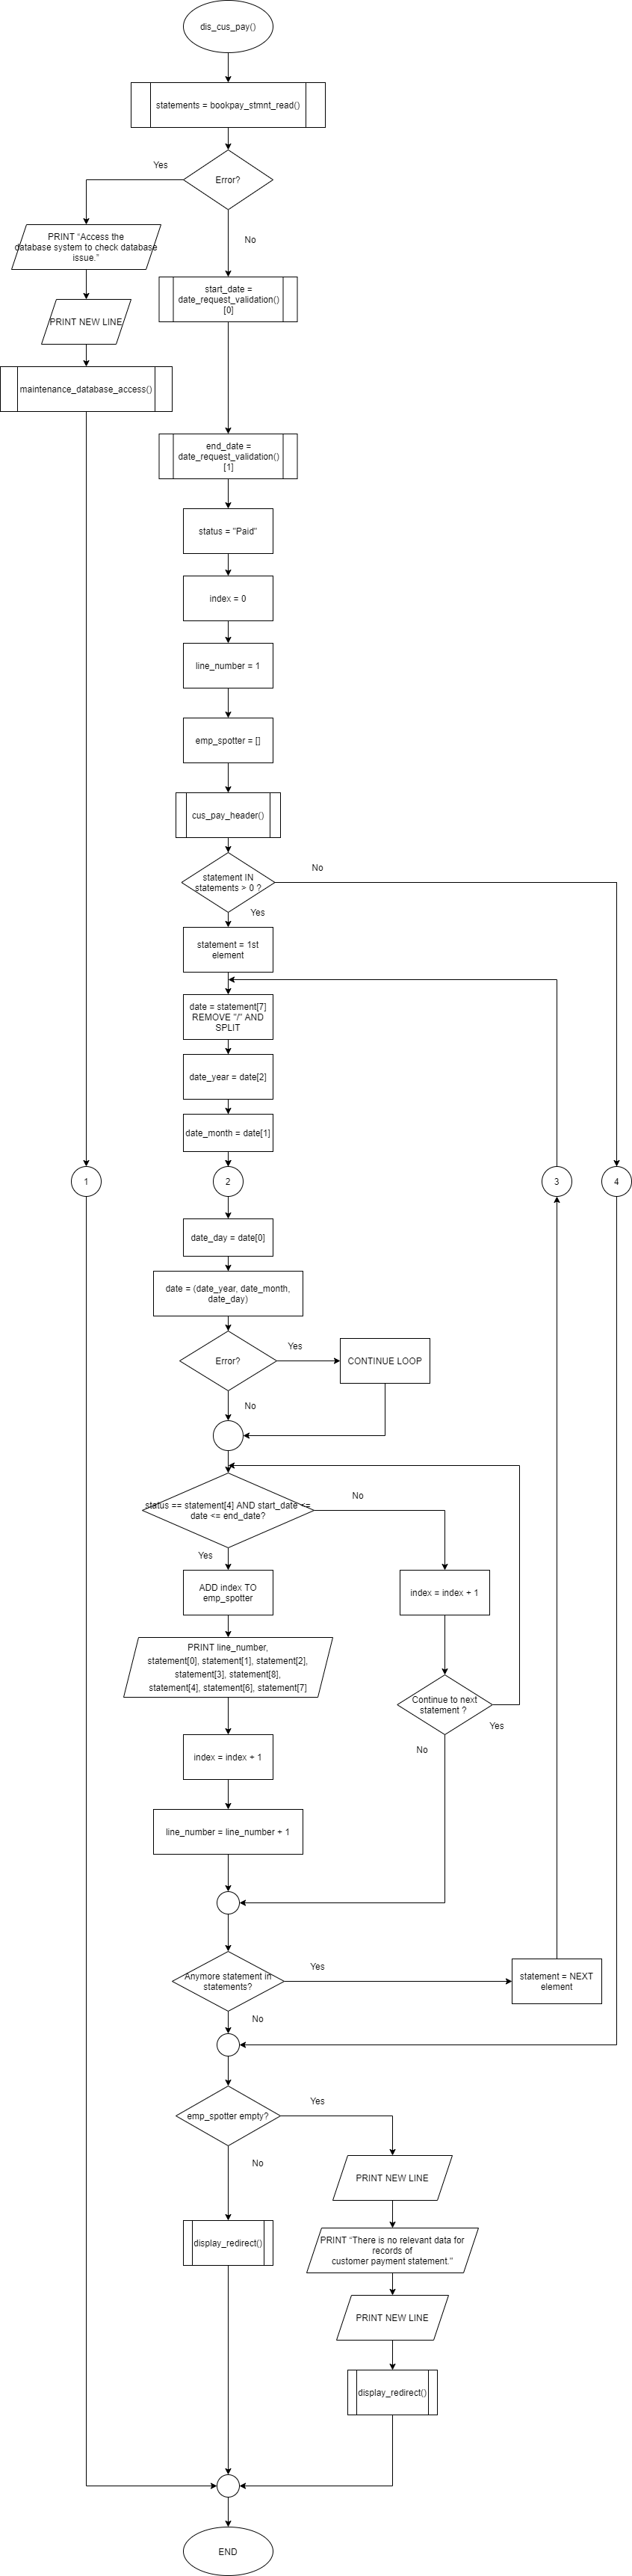 dis_cus_pay()
statements = bookpay_stmnt_read()
Yes
Error?
No
PRINT “Access the
database system to check database
issue.”
start_date =
date_request_validation()
[0]
PRINT NEW LINE
maintenance_database_access()
end_date =
date_request_validation()
[1]
status = "Paid"
index = 0
line_number = 1
emp_spotter = []
cus_pay_header()
statement IN
statements > 0 ?
No
Yes
statement = 1st
element
date = statement[7]
REMOVE "/" AND
SPLIT
date_year = date[2]
date_month = date[1]
1
2
3
4
date_day = date[0]
date = (date_year, date_month,
date_day)
Error?
Yes
CONTINUE LOOP
No
status == statement[4] AND start_date <=
date <= end_date?
No
Yes
ADD index TO
emp_spotter
index = index + 1
PRINT line_number,
statement[0], statement[1], statement[2],
statement[3], statement[8],
statement[4], statement[6], statement[7]
Continue to next
statement ?
Yes
No
index = index + 1
line_number = line_number + 1
Anymore statement in
statements?
Yes
statement = NEXT
element
No
emp_spotter empty?
Yes
No
PRINT NEW LINE
display_redirect()
PRINT “There is no relevant data for
records of
customer payment statement.”
PRINT NEW LINE
display_redirect()
END